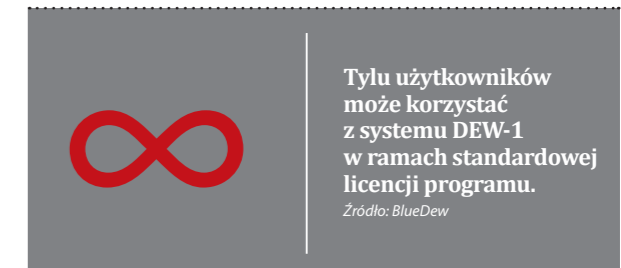 ∞
Tylu użytkowników
może korzystać
z systemu DEW-1
w ramach standardowej
licencji programu.
Źródło: BlueDew